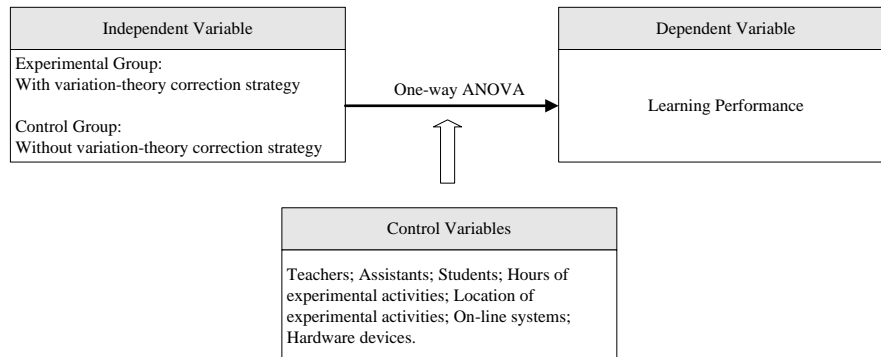 Independent Variable
Experimental Group:
With variation-theory correction strategy
Control Group:
Without variation-theory correction strategy
One-way ANOVA
Dependent Variable
Learning Performance
Control Variables
Teachers; Assistants; Students; Hours of
experimental activities; Location of
experimental activities; On-line systems;
Hardware devices.